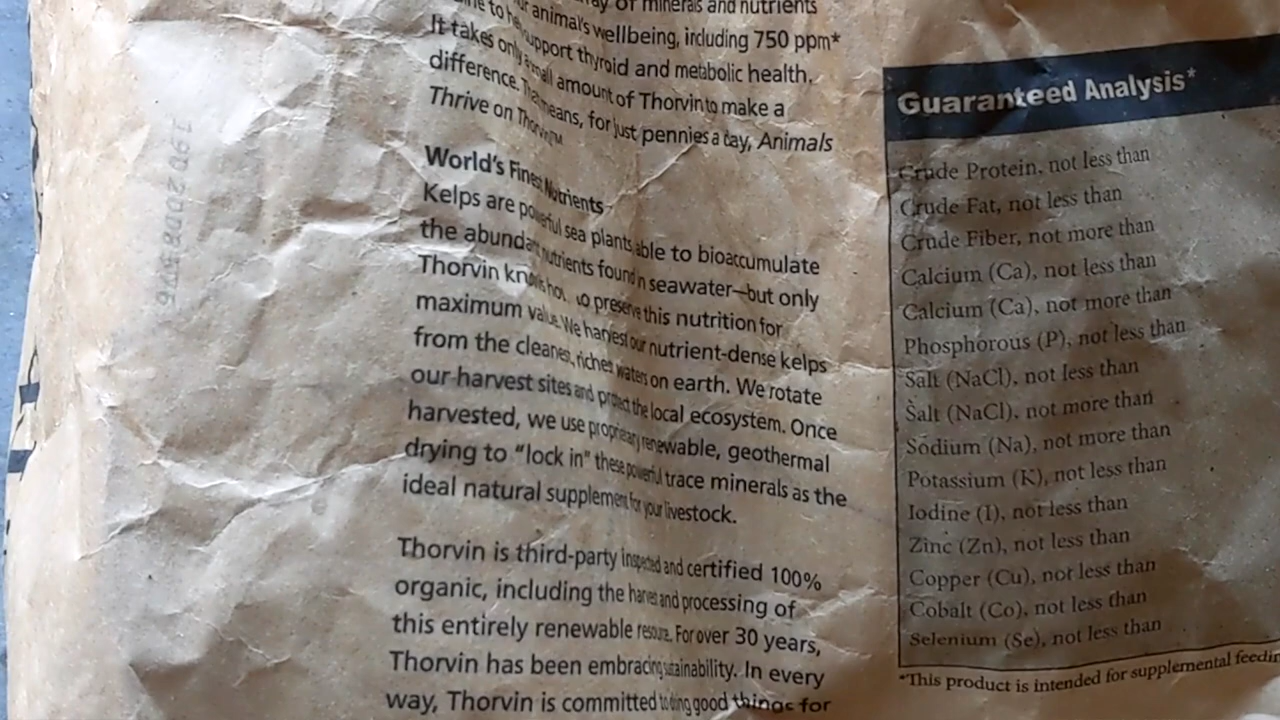 of minerals and nutrients
animal's wellbeing, including 750 ppm*
to help support thyroid and metabolic health.
It takes only a small amount of Thorvin to make a
difference. That means, for just pennies a day, Animals
Thrive on Thorvin™
World's Finest Nutrients
Kelps are powerful sea plants able to bioaccumulate
the abundant nutrients found in seawater—but only
Thorvin knows how to preserve this nutrition for
maximum value. We harvest our nutrient-dense kelps
from the cleanest, richest waters on earth. We rotate
our harvest sites and protect the local ecosystem. Once
harvested, we use proprietary renewable, geothermal
drying to "lock in" these powerful trace minerals as the
ideal natural supplement for your livestock.
Thorvin is third-party inspected and certified 100%
organic, including the harvest and processing of
this entirely renewable resource. For over 30 years,
Thorvin has been embracing sustainability. In every
way, Thorvin is committed to doing good things for
Guaranteed Analysis*
Crude Protein, not less than
Crude Fat, not less than
Crude Fiber, not more than
Calcium (Ca), not less than
Calcium (Ca), not more than
Phosphorous (P), not less than
Salt (NaCl), not less than
Salt (NaCl), not more than
Sodium (Na), not more than
Potassium (K), not less than
Iodine (I), not less than
Zinc (Zn), not less than
Copper (Cu), not less than
Cobalt (Co), not less than
Selenium (Se), not less than
*This product is intended for supplemental